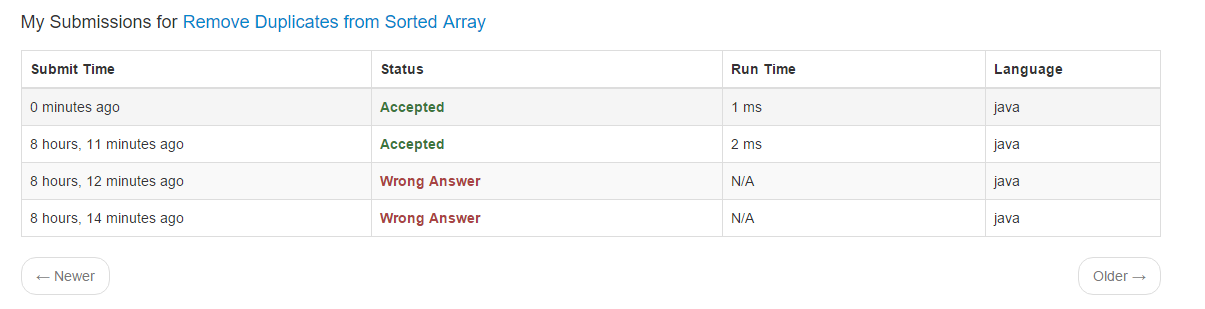 My Submissions for Remove Duplicates from Sorted Array
Submit Time Status Run Time Language
0 minutes ago Accepted 1 ms java
8 hours, 11 minutes ago Accepted 2 ms java
8 hours, 12 minutes ago Wrong Answer N/A java
8 hours, 14 minutes ago Wrong Answer N/A java
← Newer Older →